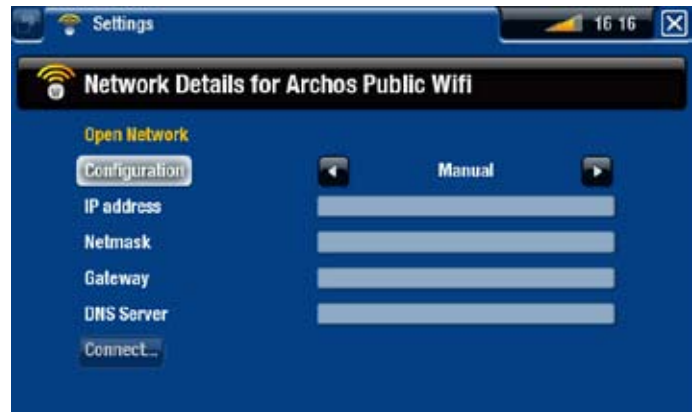 Settings 16 16
Network Details for Archos Public Wifi
Open Network
Configuration Manual
IP address
Netmask
Gateway
DNS Server
Connect...